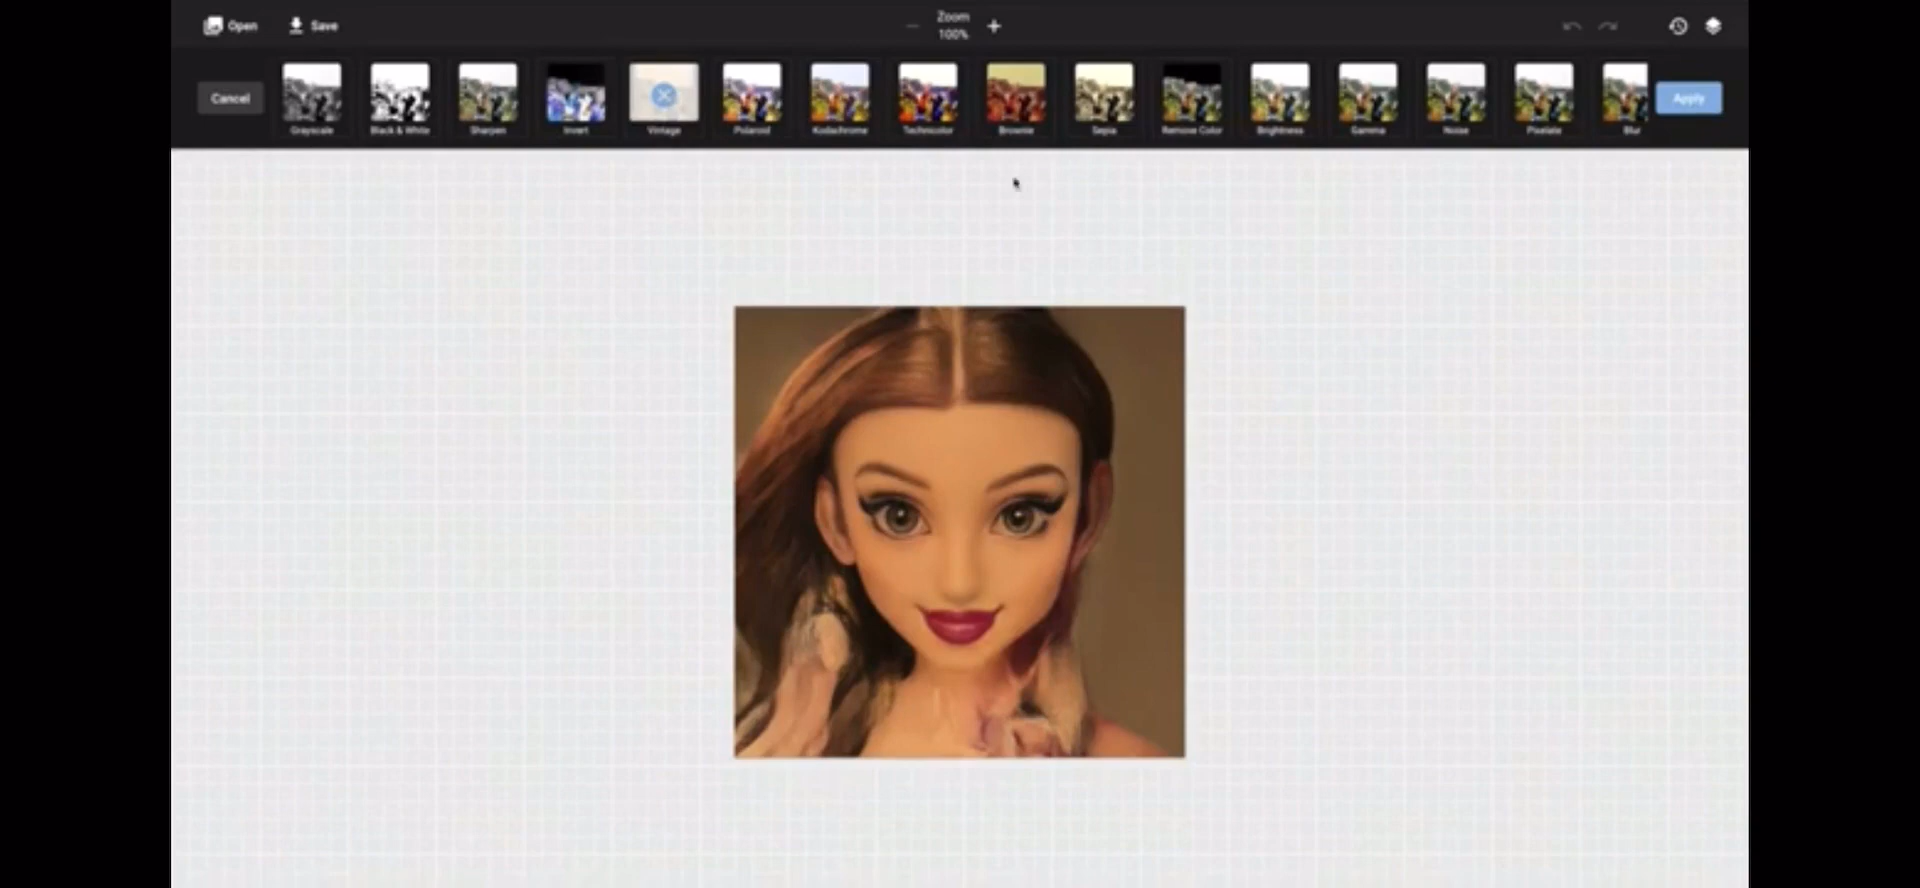 Open
Save
Zoom
100%
Cancel
Grayscale
Black & White
Sharpen
Invert
Vintage
Polaroid
Kodachrome
Technicolor
Brownie
Sepia
Remove Color
Brightness
Gamma
Noise
Pixelate
Blur
Apply